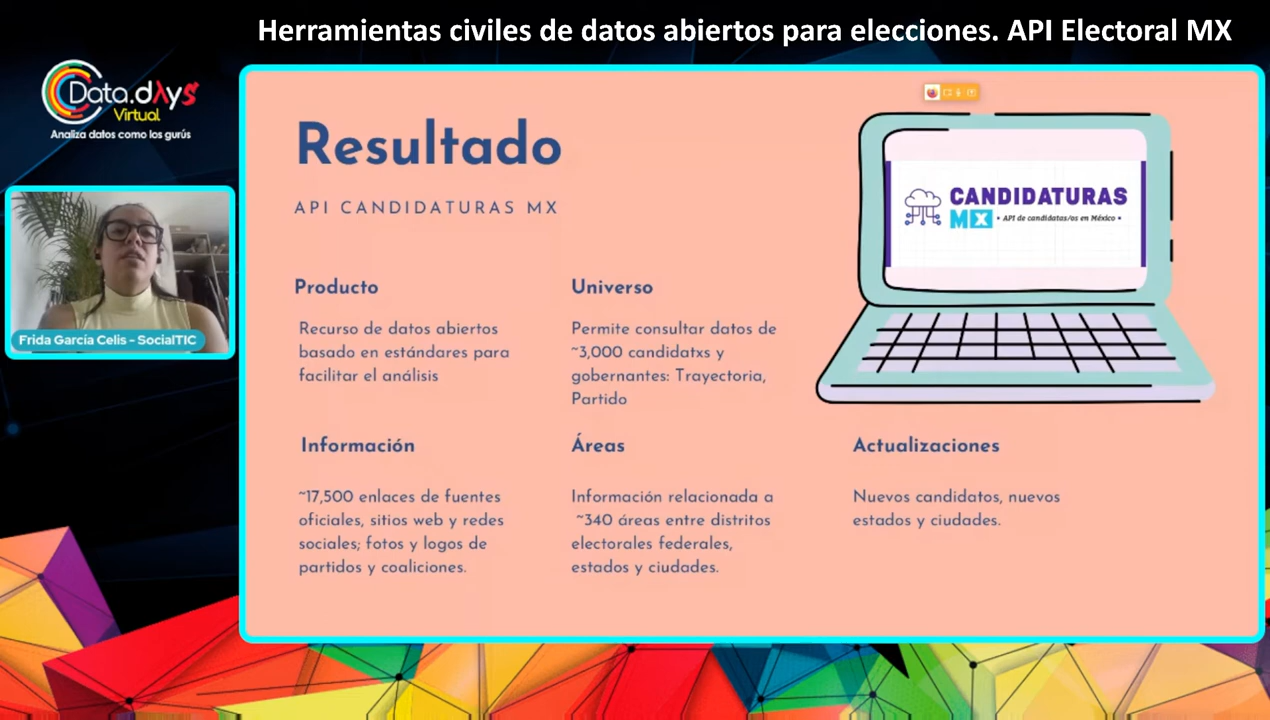 Herramientas civiles de datos abiertos para elecciones. API Electoral MX
Data.dAys
Virtual
Analiza datos como los gurús
Frida García Celis - SocialTIC
Resultado
API CANDIDATURAS MX
CANDIDATURAS
MX • API de candidatas/os en México •
Producto
Recurso de datos abiertos
basado en estándares para
facilitar el análisis
Universo
Permite consultar datos de
~3,000 candidatxs y
gobernantes: Trayectoria,
Partido
Información
~17,500 enlaces de fuentes
oficiales, sitios web y redes
sociales; fotos y logos de
partidos y coaliciones.
Áreas
Información relacionada a
~340 áreas entre distritos
electorales federales,
estados y ciudades.
Actualizaciones
Nuevos candidatos, nuevos
estados y ciudades.